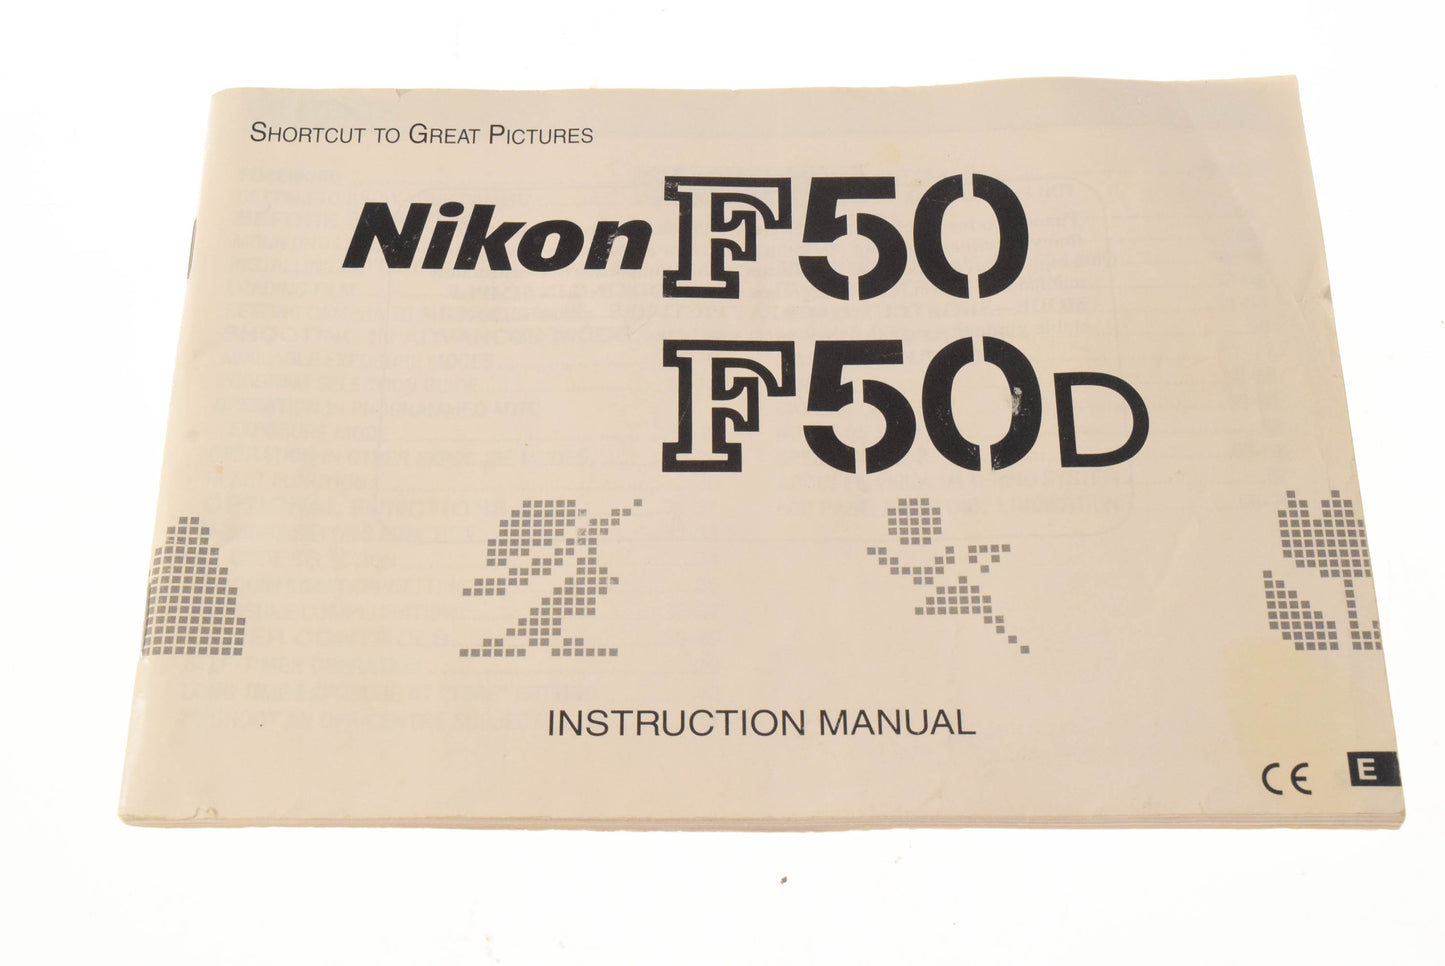 SHORTCUT TO GREAT PICTURES
Nikon F50
F50D
INSTRUCTION MANUAL
CE E